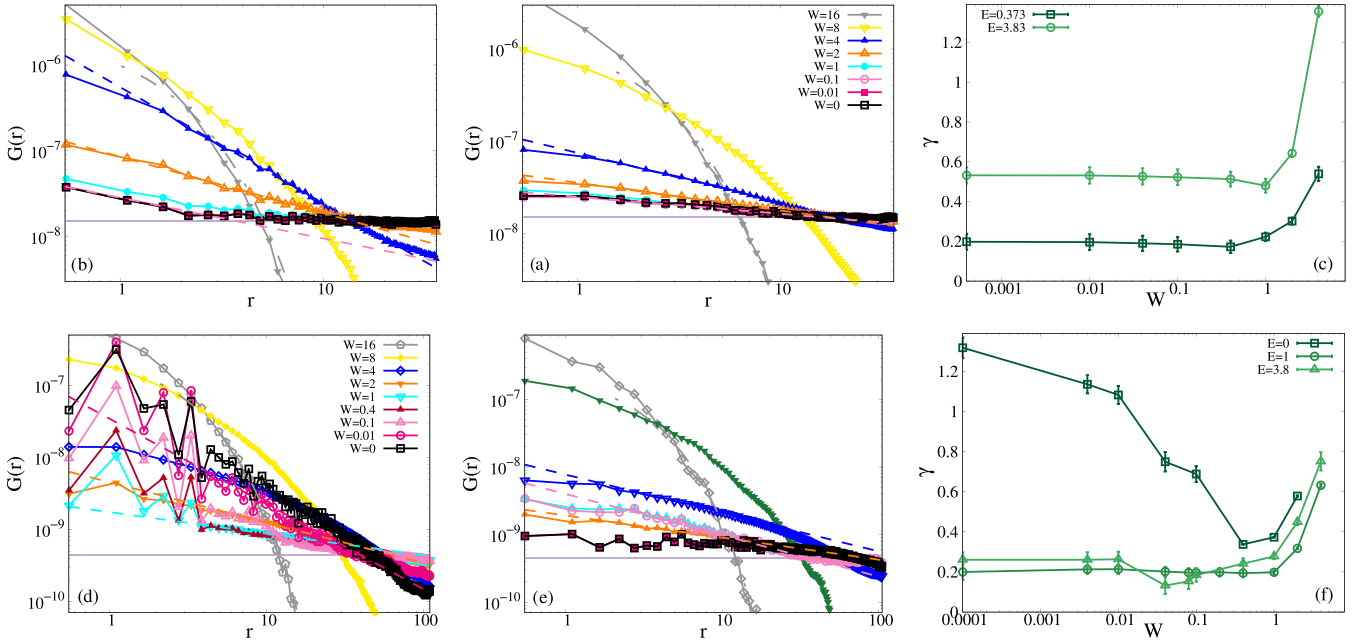 10⁻⁶
10⁻⁷
10⁻⁸
G(r)
1
10
r
(b)
10⁻⁶
10⁻⁷
10⁻⁸
G(r)
1
10
r
(a)
W=16
W=8
W=4
W=2
W=1
W=0.1
W=0.01
W=0
1.2
1
0.8
0.6
0.4
0.2
0
γ
0.001
0.01
0.1
1
W
E=0.373
E=3.83
(c)
10⁻⁷
10⁻⁸
10⁻⁹
10⁻¹⁰
G(r)
1
10
100
r
(d)
W=16
W=8
W=4
W=2
W=1
W=0.4
W=0.1
W=0.01
W=0
10⁻⁶
10⁻⁷
10⁻⁸
10⁻⁹
10⁻¹⁰
G(r)
1
10
100
r
(e)
1.2
1
0.8
0.6
0.4
0.2
0
γ
0.0001
0.001
0.01
0.1
1
W
E=0
E=1
E=3.8
(f)